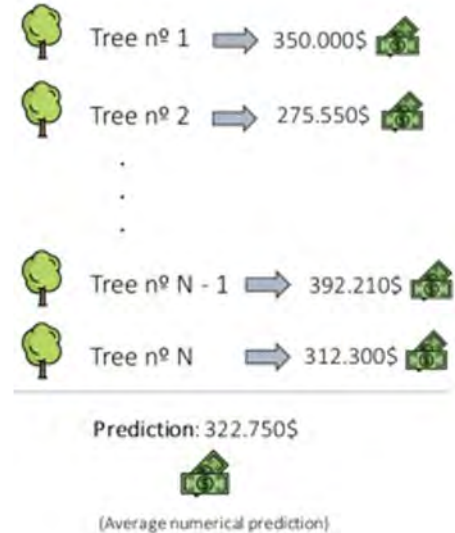 Tree nº 1 350.000$
Tree nº 2 275.550$
.
.
.
Tree nº N - 1 392.210$
Tree nº N 312.300$
Prediction: 322.750$
(Average numerical prediction)